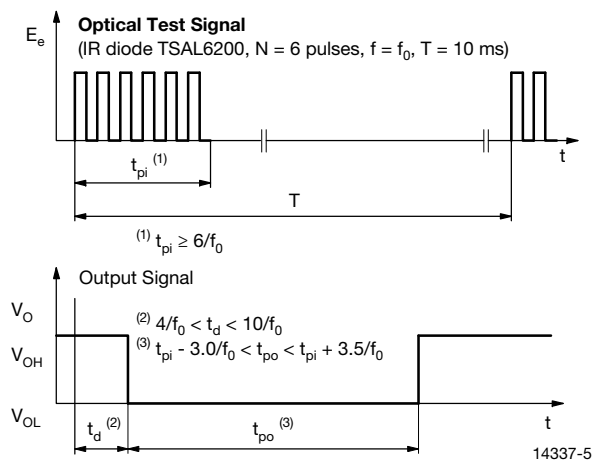 Optical Test Signal
(IR diode TSAL6200, N = 6 pulses, f = f₀, T = 10 ms)
Eₑ
t
tₚᵢ ⁽¹⁾
T
⁽¹⁾ tₚᵢ ≥ 6/f₀
Output Signal
V_O
⁽²⁾ 4/f₀ < t_d < 10/f₀
V_OH
⁽³⁾ tₚᵢ - 3.0/f₀ < tₚₒ < tₚᵢ + 3.5/f₀
V_OL
t_d ⁽²⁾
tₚₒ ⁽³⁾
t
14337-5